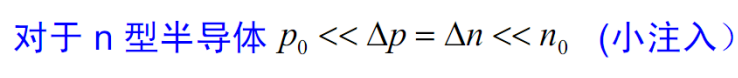 对于 n 型半导体 p₀ << Δp = Δn << n₀ (小注入）